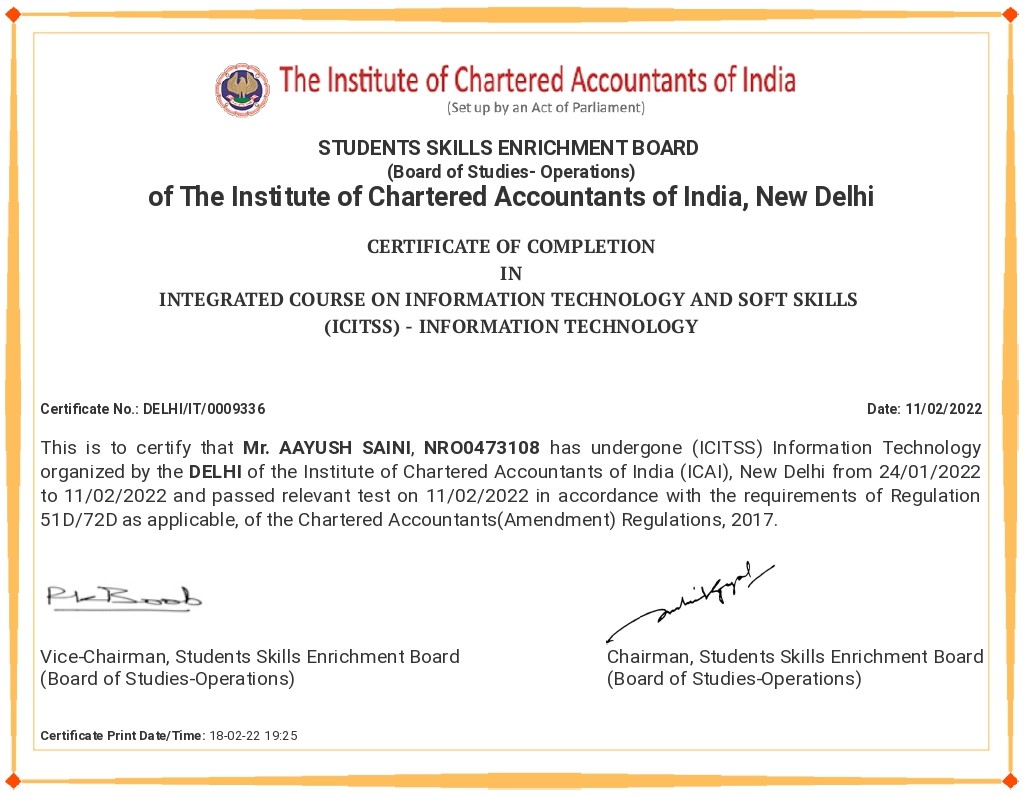 The Institute of Chartered Accountants of India
(Set up by an Act of Parliament)
STUDENTS SKILLS ENRICHMENT BOARD
(Board of Studies- Operations)
of The Institute of Chartered Accountants of India, New Delhi
CERTIFICATE OF COMPLETION
IN
INTEGRATED COURSE ON INFORMATION TECHNOLOGY AND SOFT SKILLS
(ICITSS) - INFORMATION TECHNOLOGY
Certificate No.: DELHI/IT/0009336 Date: 11/02/2022
This is to certify that Mr. AAYUSH SAINI, NRO0473108 has undergone (ICITSS) Information Technology
organized by the DELHI of the Institute of Chartered Accountants of India (ICAI), New Delhi from 24/01/2022
to 11/02/2022 and passed relevant test on 11/02/2022 in accordance with the requirements of Regulation
51D/72D as applicable, of the Chartered Accountants(Amendment) Regulations, 2017.
Vice-Chairman, Students Skills Enrichment Board Chairman, Students Skills Enrichment Board
(Board of Studies-Operations) (Board of Studies-Operations)
Certificate Print Date/Time: 18-02-22 19:25